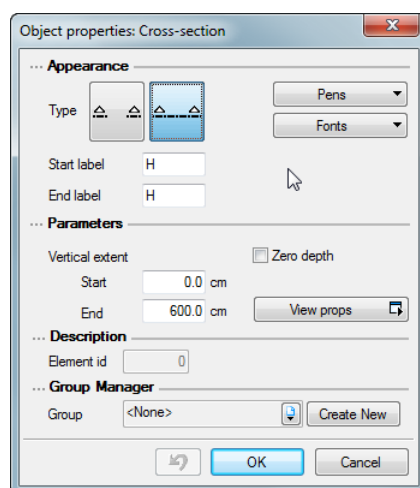 Object properties: Cross-section
Appearance
Type
Pens
Fonts
Start label H
End label H
Parameters
Vertical extent Zero depth
Start 0.0 cm
End 600.0 cm View props
Description
Element id 0
Group Manager
Group <None> Create New
OK Cancel